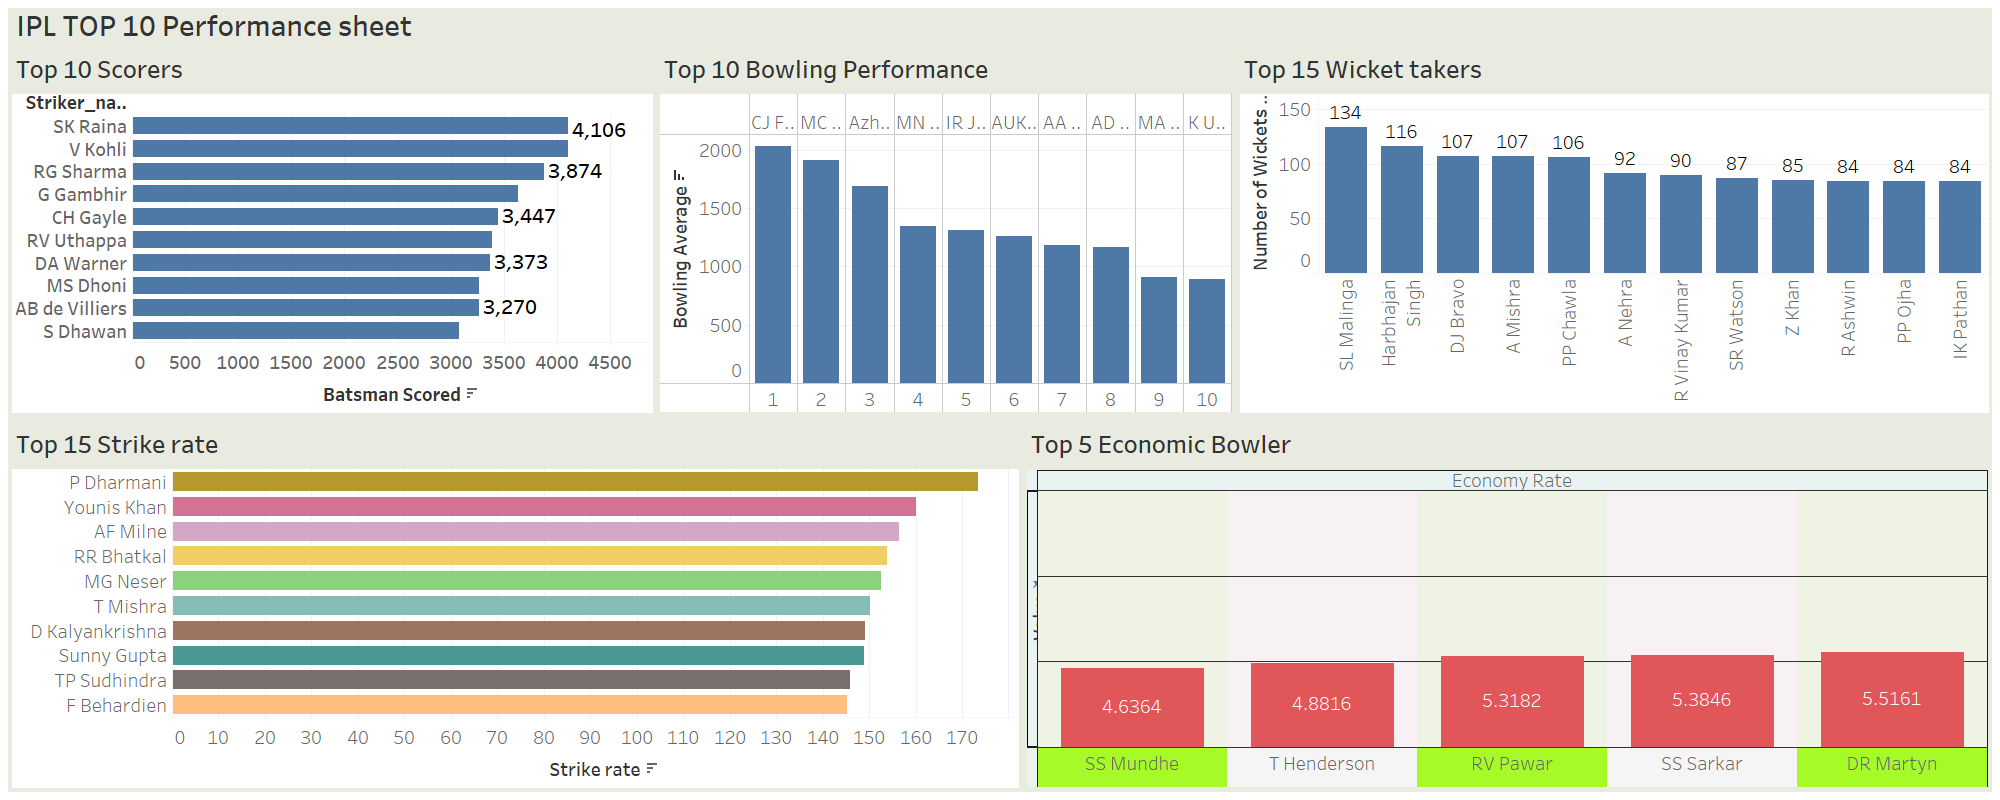 IPL TOP 10 Performance sheet
Top 10 Scorers
Striker_na..
SK Raina
4,106
V Kohli
RG Sharma
3,874
G Gambhir
CH Gayle
3,447
RV Uthappa
DA Warner
3,373
MS Dhoni
AB de Villiers
3,270
S Dhawan
0 500 1000 1500 2000 2500 3000 3500 4000 4500
Batsman Scored
Top 10 Bowling Performance
CJ F.. MC .. Azh.. MN .. IR J.. AUK.. AA .. AD .. MA .. K U..
Bowling Average
2000
1500
1000
500
0
1 2 3 4 5 6 7 8 9 10
Top 15 Wicket takers
Number of Wickets ..
150
100
50
0
134 116 107 107 106 92 90 87 85 84 84 84
SL Malinga
Harbhajan
Singh
DJ Bravo
A Mishra
PP Chawla
A Nehra
R Vinay Kumar
SR Watson
Z Khan
R Ashwin
PP Ojha
IK Pathan
Top 15 Strike rate
P Dharmani
Younis Khan
AF Milne
RR Bhatkal
MG Neser
T Mishra
D Kalyankrishna
Sunny Gupta
TP Sudhindra
F Behardien
0 10 20 30 40 50 60 70 80 90 100 110 120 130 140 150 160 170
Strike rate
Top 5 Economic Bowler
Economy Rate
4.6364 4.8816 5.3182 5.3846 5.5161
SS Mundhe T Henderson RV Pawar SS Sarkar DR Martyn